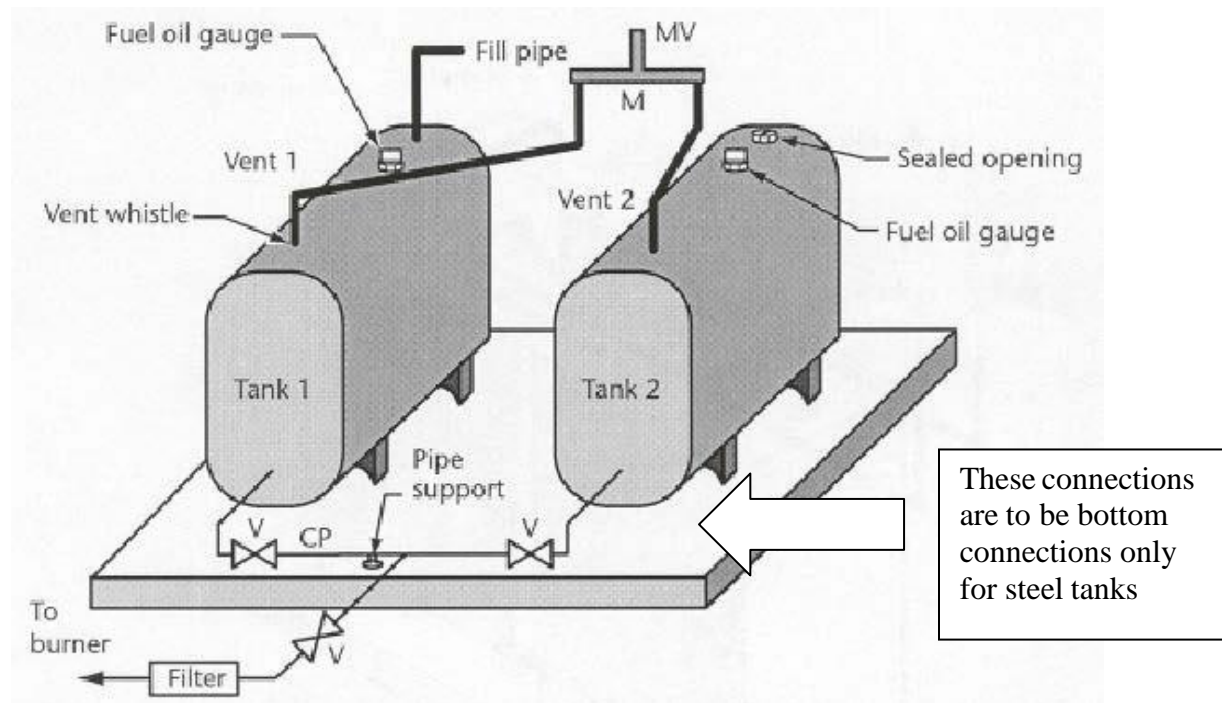 Fuel oil gauge
Fill pipe
MV
M
Vent 1
Sealed opening
Vent whistle
Vent 2
Fuel oil gauge
Tank 1
Tank 2
Pipe
support
V
CP
V
These connections
are to be bottom
connections only
for steel tanks
To
burner
V
Filter